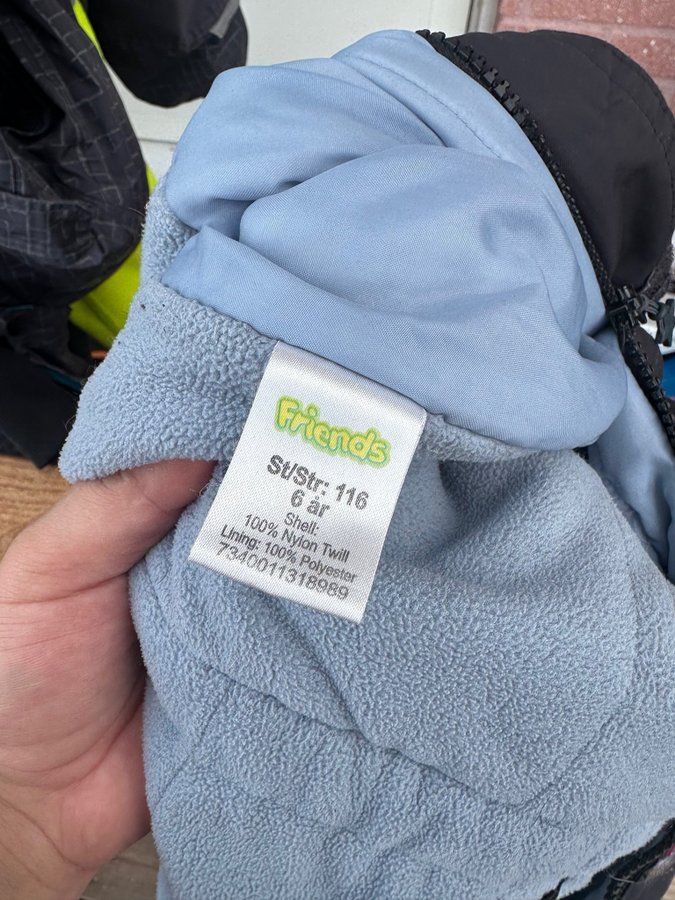 Friends
St/Str: 116
6 år
Shell:
100% Nylon Twill
Lining: 100% Polyester
7340011318989